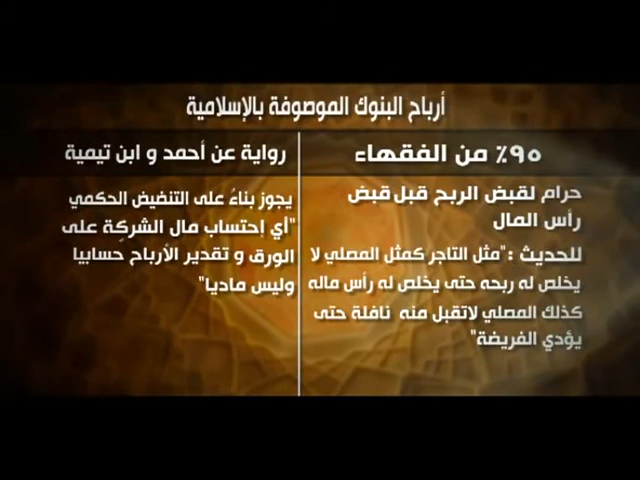 أرباح البنوك الموصوفة بالإسلامية
٩٥٪ من الفقهاء
حرام لقبض الربح قبل قبض
رأس المال
للحديث : "مثل التاجر كمثل المصلي لا
يخلص له ربحه حتى يخلص له رأس ماله
كذلك المصلي لاتقبل منه نافلة حتى
يؤدي الفريضة"
رواية عن أحمد و ابن تيمية
يجوز بناءُ على التنضيض الحكمي
"أي إحتساب مال الشركِة على
الورق و تقدير الأرباح حسابيا
وليس ماديا"